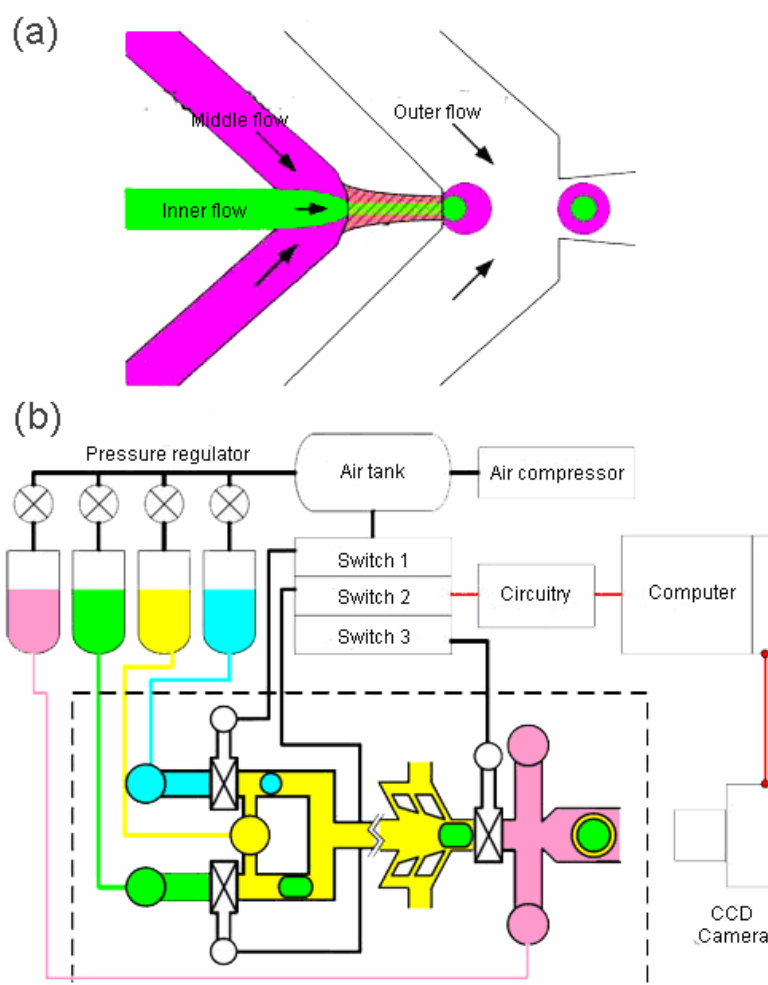 (a)
Middle flow
Outer flow
Inner flow
(b)
Pressure regulator
Air tank
Air compressor
Switch 1
Switch 2
Switch 3
Circuitry
Computer
CCD
Camera